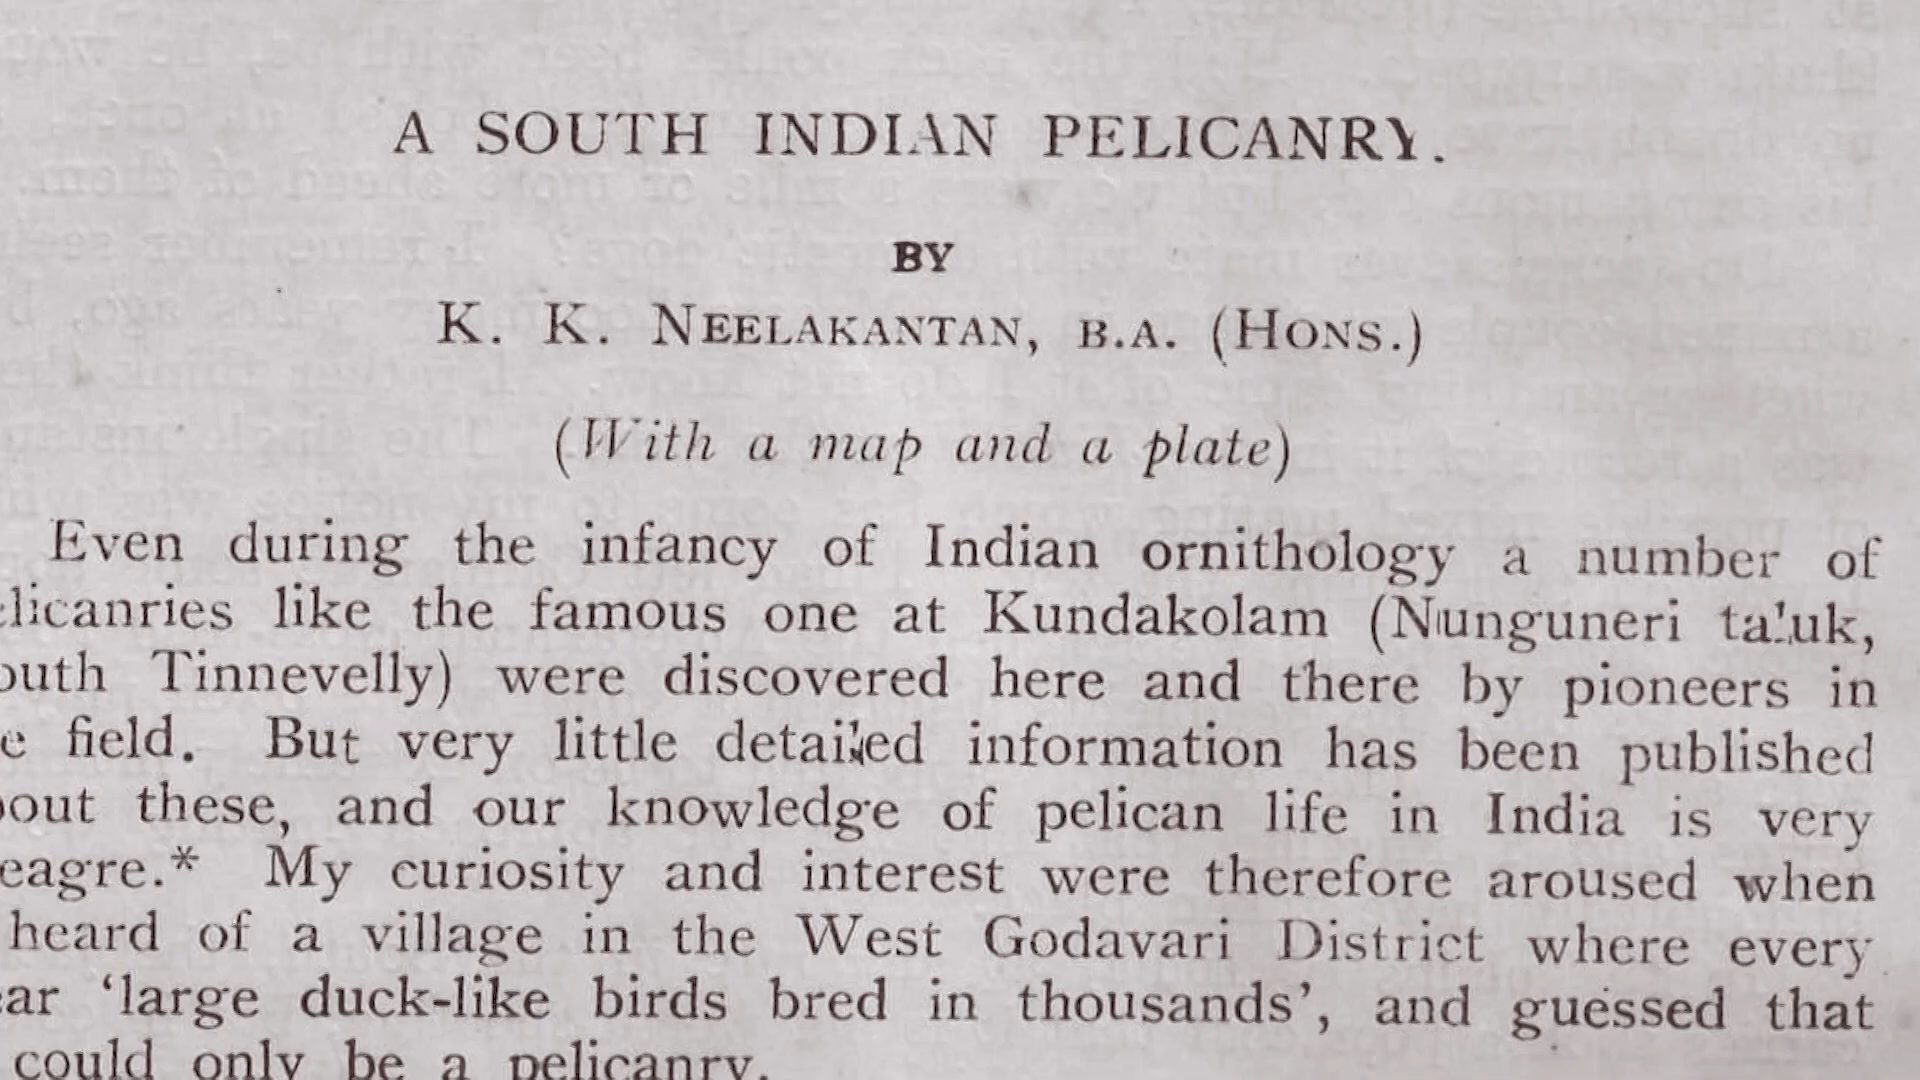 A SOUTH INDIAN PELICANRY.
BY
K. K. NEELAKANTAN, B.A. (HONS.)
(With a map and a plate)
Even during the infancy of Indian ornithology a number of
licanries like the famous one at Kundakolam (Nunguneri taluk,
outh Tinnevelly) were discovered here and there by pioneers in
e field. But very little detailed information has been published
out these, and our knowledge of pelican life in India is very
eagre.* My curiosity and interest were therefore aroused when
heard of a village in the West Godavari District where every
ar 'large duck-like birds bred in thousands', and guessed that
could only be a pelicanry.